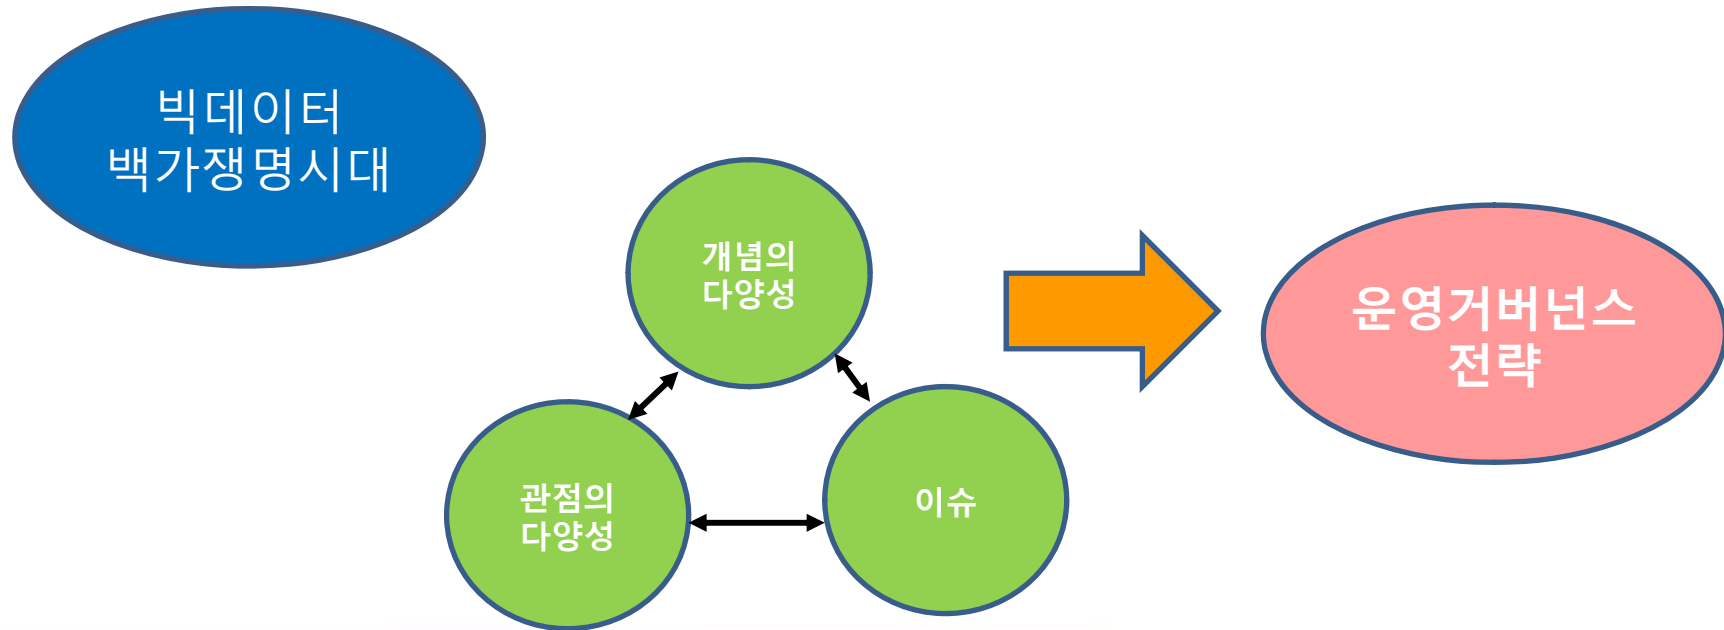 빅데이터
백가쟁명시대
개념의
다양성
관점의
다양성
이슈
운영거버넌스
전략